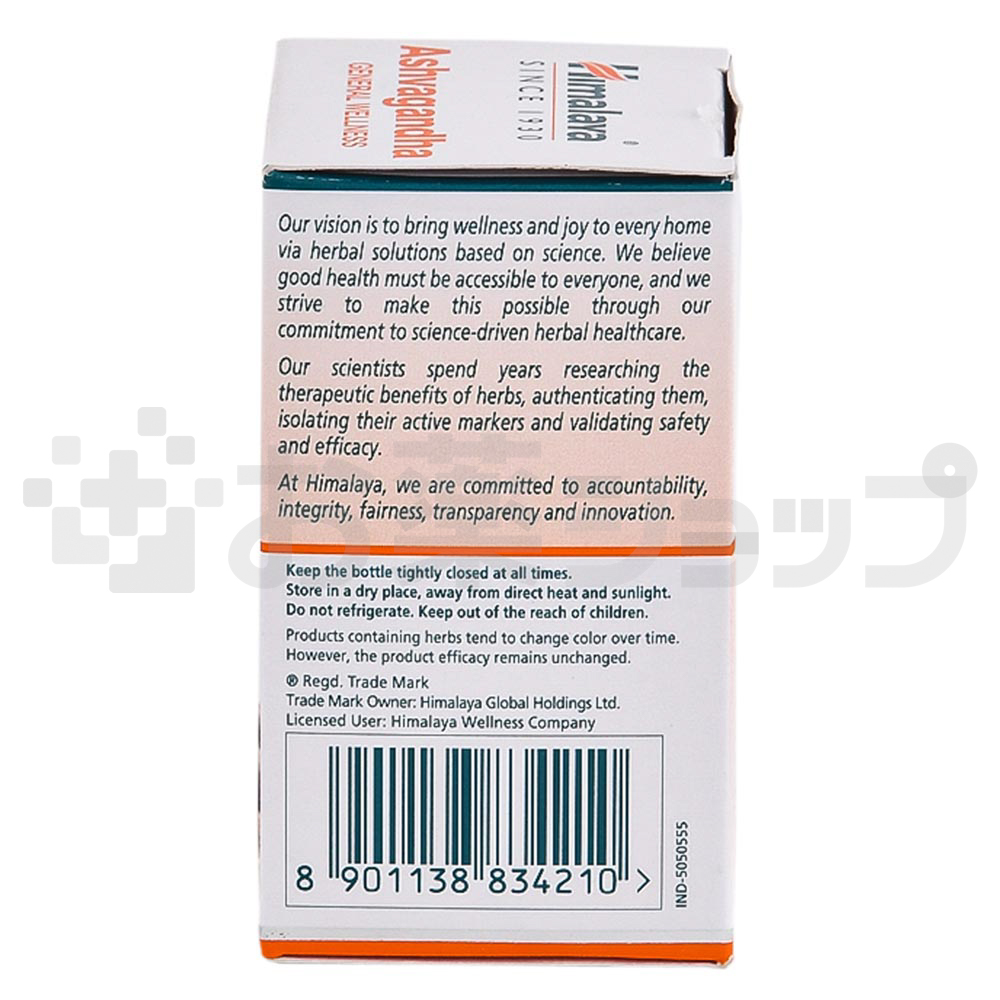 Himalaya
SINCE 1930
Ashvagandha
GENERAL WELLNESS
Our vision is to bring wellness and joy to every home
via herbal solutions based on science. We believe
good health must be accessible to everyone, and we
strive to make this possible through our
commitment to science-driven herbal healthcare.
Our scientists spend years researching the
therapeutic benefits of herbs, authenticating them,
isolating their active markers and validating safety
and efficacy.
At Himalaya, we are committed to accountability,
integrity, fairness, transparency and innovation.
お薬ショップ
Keep the bottle tightly closed at all times.
Store in a dry place, away from direct heat and sunlight.
Do not refrigerate. Keep out of the reach of children.
Products containing herbs tend to change color over time.
However, the product efficacy remains unchanged.
® Regd. Trade Mark
Trade Mark Owner: Himalaya Global Holdings Ltd.
Licensed User: Himalaya Wellness Company
8 901138 834210 >
IND-5050555